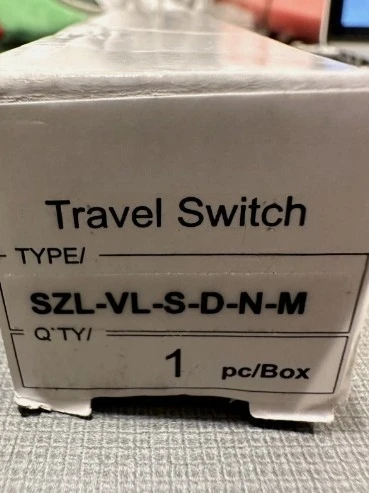 Travel Switch
TYPE/
SZL-VL-S-D-N-M
Q`TY/
1 pc/Box